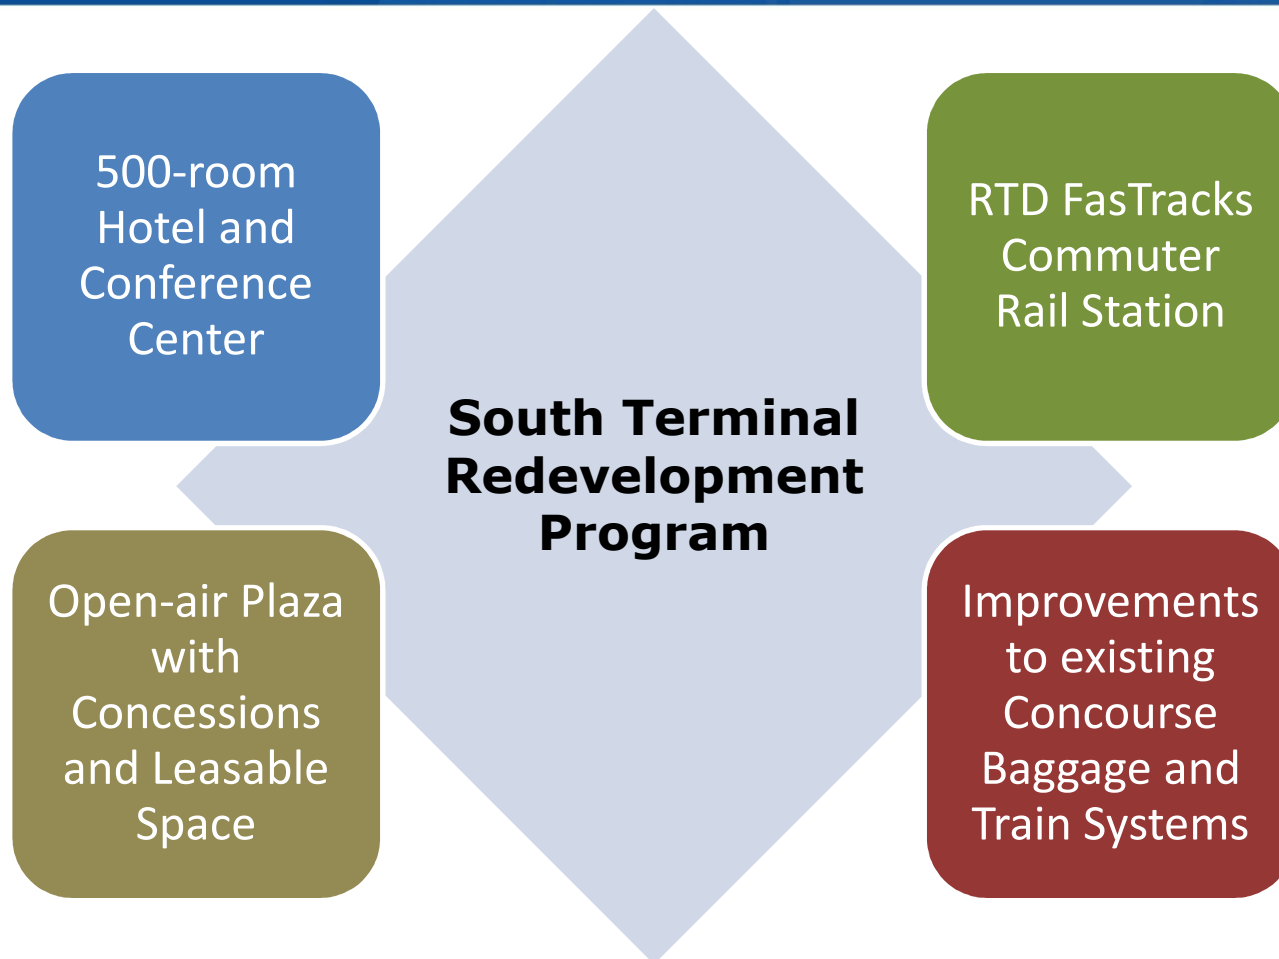 500-room
Hotel and
Conference
Center
RTD FasTracks
Commuter
Rail Station
South Terminal
Redevelopment
Program
Open-air Plaza
with
Concessions
and Leasable
Space
Improvements
to existing
Concourse
Baggage and
Train Systems